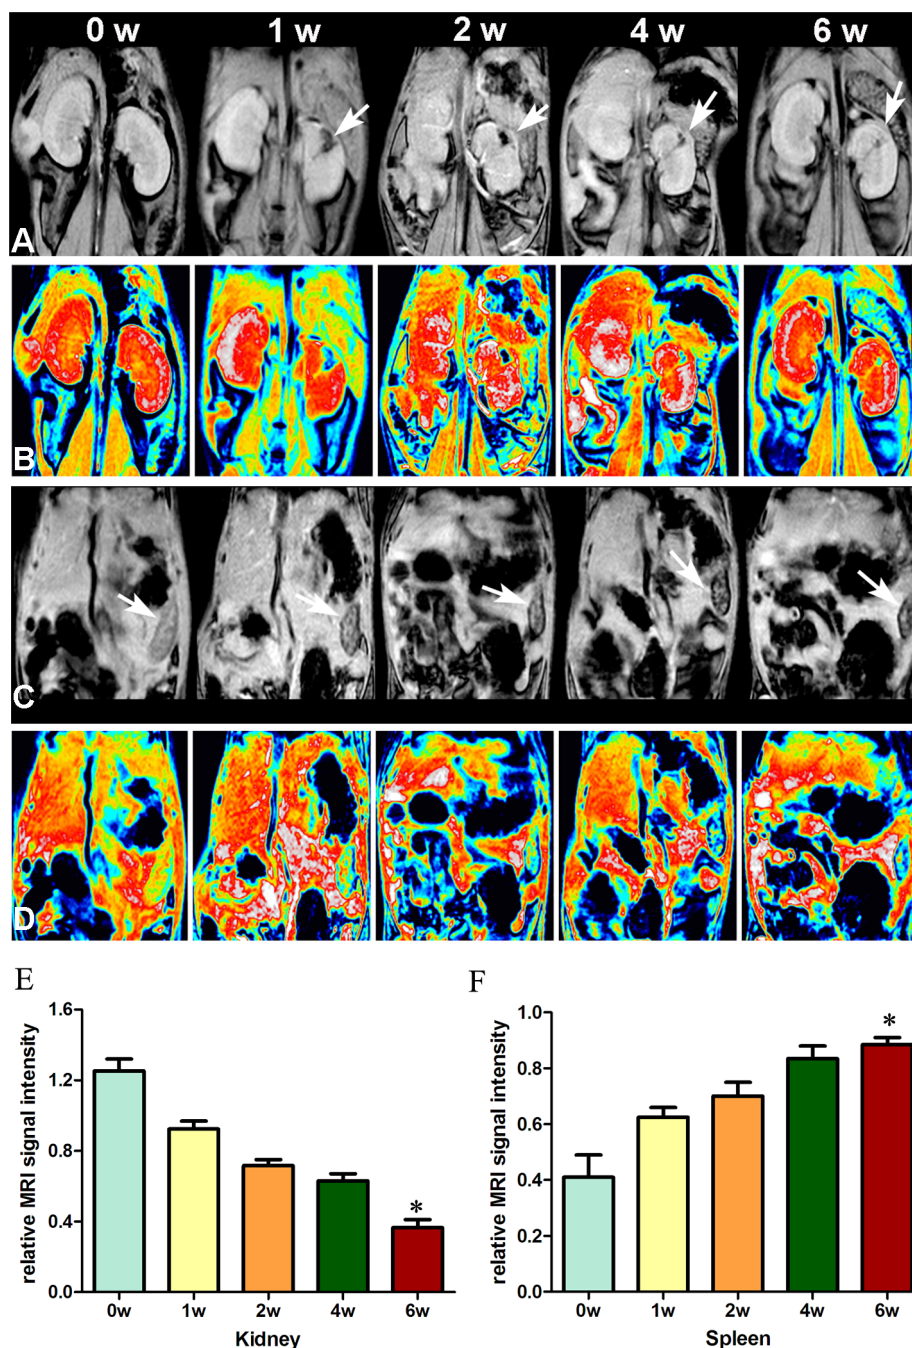 0 w 1 w 2 w 4 w 6 w
A
B
C
D
E
relative MRI signal intensity
1.6
1.2
0.8
0.4
0.0
*
0w 1w 2w 4w 6w
Kidney
F
relative MRI signal intensity
1.0
0.8
0.6
0.4
0.2
0.0
*
0w 1w 2w 4w 6w
Spleen